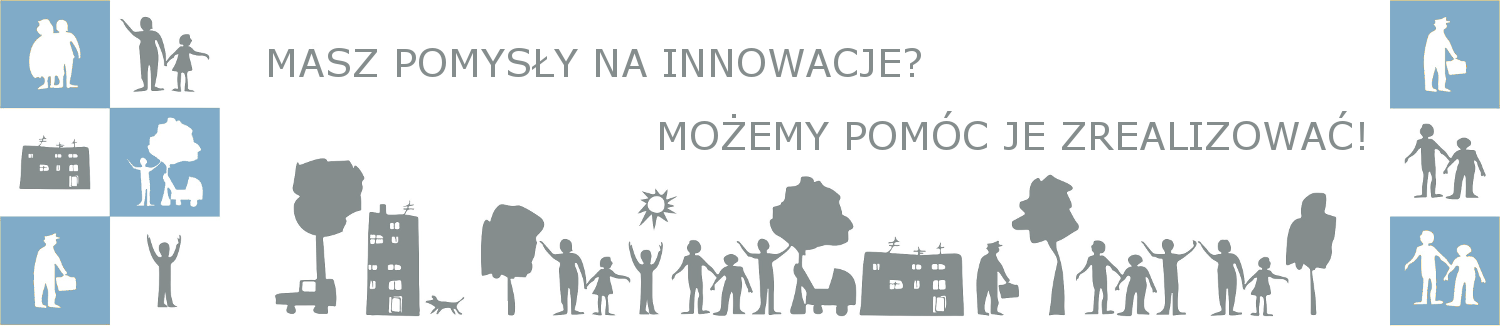 MASZ POMYSŁY NA INNOWACJE?
MOŻEMY POMÓC JE ZREALIZOWAĆ!